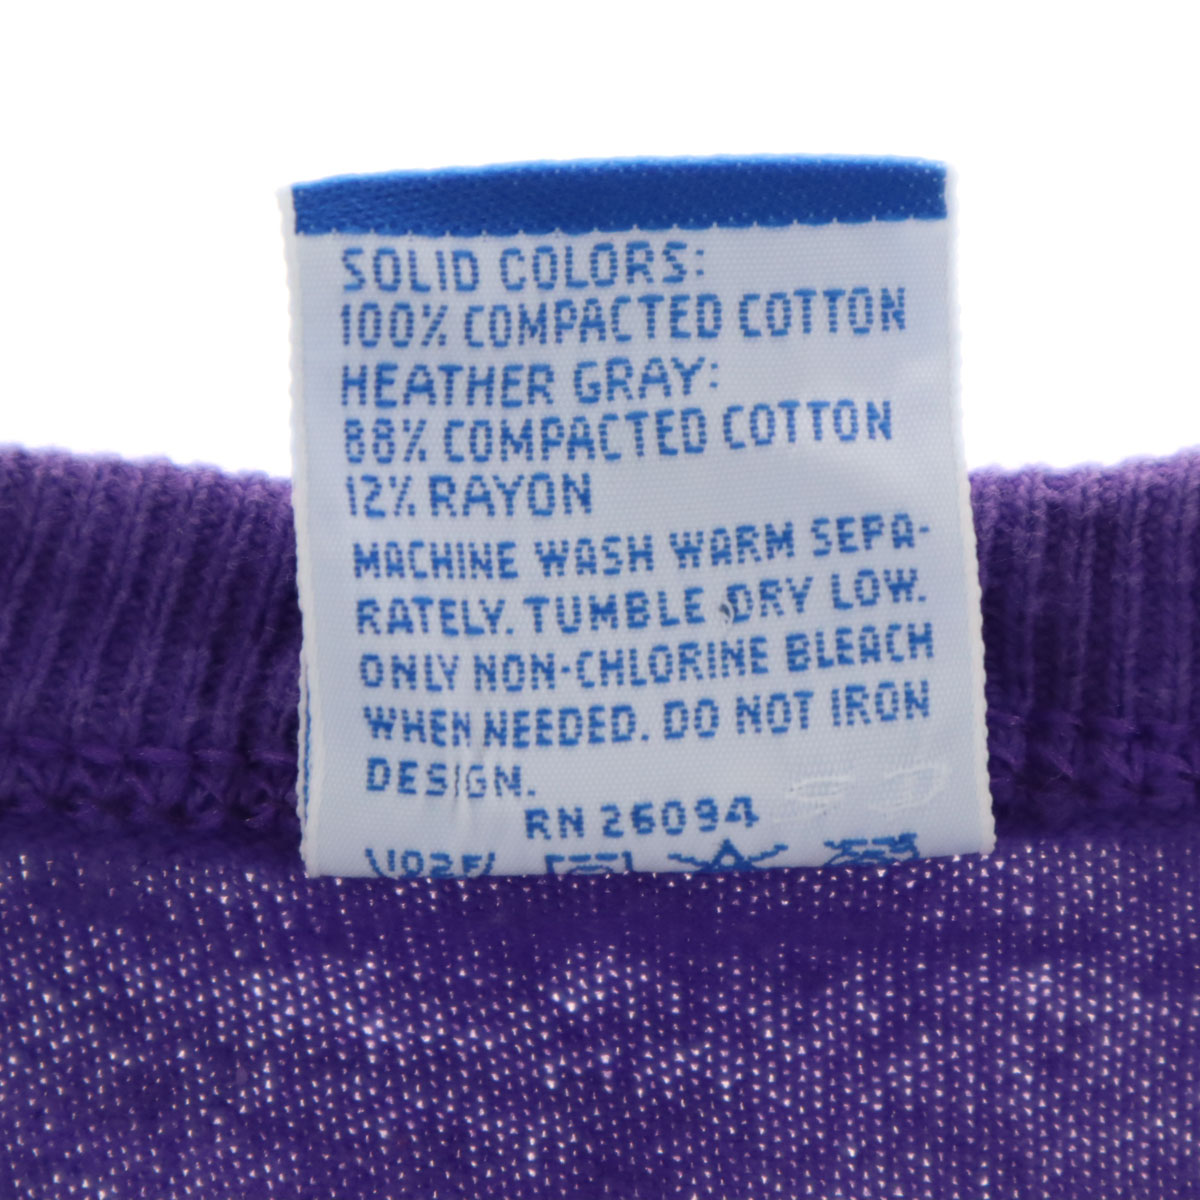 SOLID COLORS:
100% COMPACTED COTTON
HEATHER GRAY:
88% COMPACTED COTTON
12% RAYON
MACHINE WASH WARM SEPA-
RATELY. TUMBLE DRY LOW.
ONLY NON-CHLORINE BLEACH
WHEN NEEDED. DO NOT IRON
DESIGN.
RN 26094